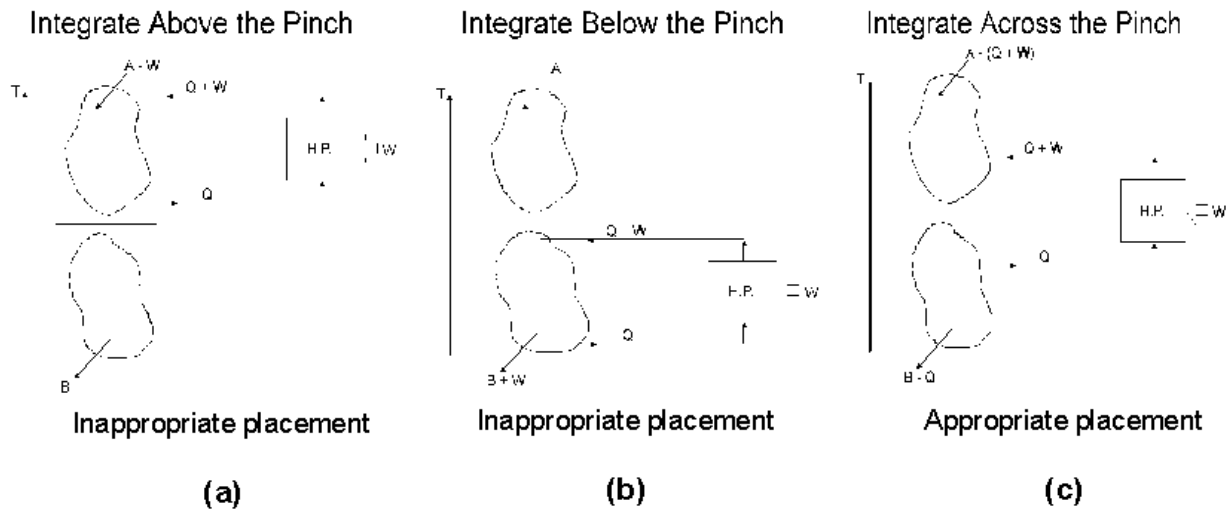 Integrate Above the Pinch
A - W
T
Q + W
H.P.
W
Q
B
Inappropriate placement
(a)
Integrate Below the Pinch
A
T
Q W
H.P.
W
Q
B + W
Inappropriate placement
(b)
Integrate Across the Pinch
A - (Q + W)
T
Q + W
H.P.
W
Q
B - Q
Appropriate placement
(c)